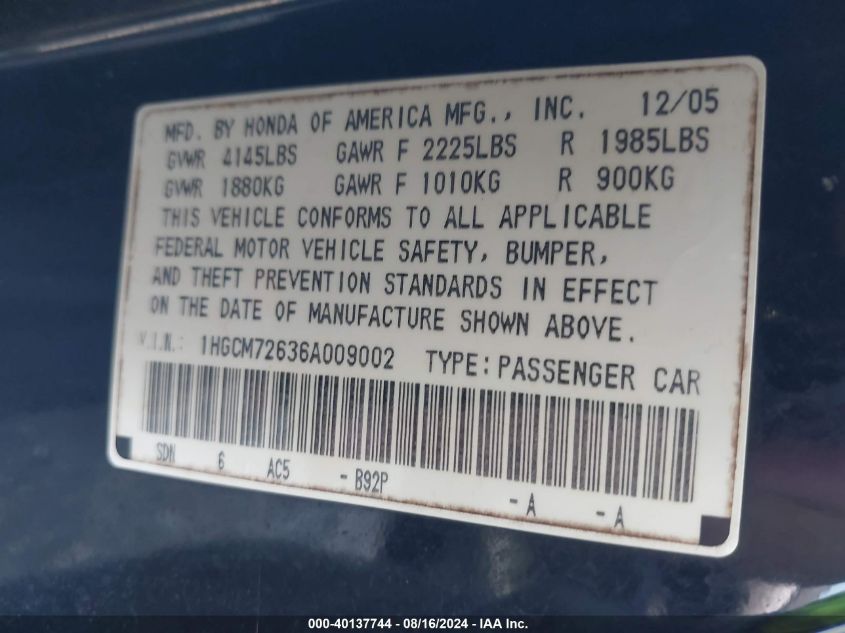 MFD. BY HONDA OF AMERICA MFG., INC. 12/05
GVWR 4145LBS GAWR F 2225LBS R 1985LBS
GVWR 1880KG GAWR F 1010KG R 900KG
THIS VEHICLE CONFORMS TO ALL APPLICABLE
FEDERAL MOTOR VEHICLE SAFETY, BUMPER,
AND THEFT PREVENTION STANDARDS IN EFFECT
ON THE DATE OF MANUFACTURE SHOWN ABOVE.
V.I.N.: 1HGCM72636A009002 TYPE: PASSENGER CAR
SDN 6 AC5 - B92P - A - A
000-40137744 - 08/16/2024 - IAA Inc.